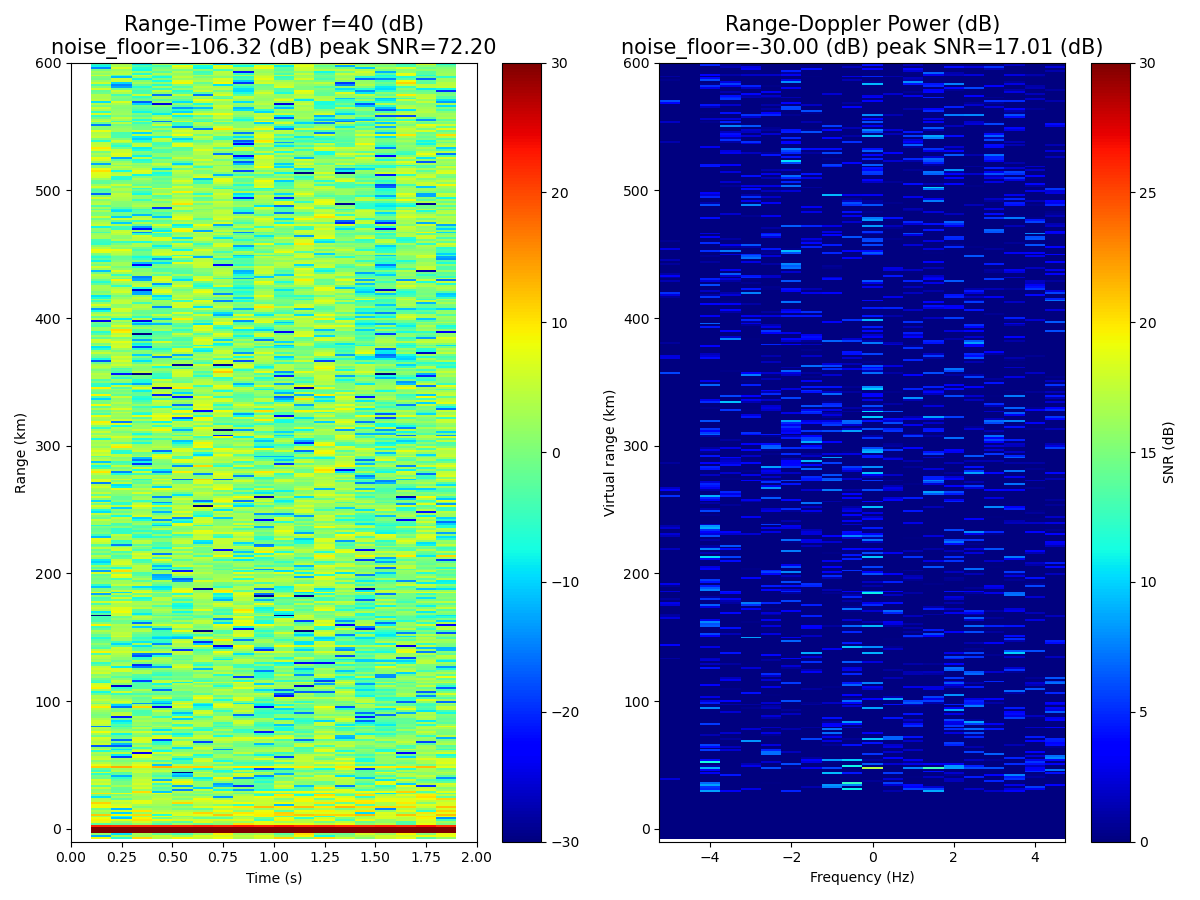 Range-Time Power f=40 (dB)
noise_floor=-106.32 (dB) peak SNR=72.20
Range-Doppler Power (dB)
noise_floor=-30.00 (dB) peak SNR=17.01 (dB)
600
500
400
300
200
100
0
Range (km)
0.00 0.25 0.50 0.75 1.00 1.25 1.50 1.75 2.00
Time (s)
30
20
10
0
−10
−20
−30
600
500
400
300
200
100
0
Virtual range (km)
−4 −2 0 2 4
Frequency (Hz)
30
25
20
15
10
5
0
SNR (dB)